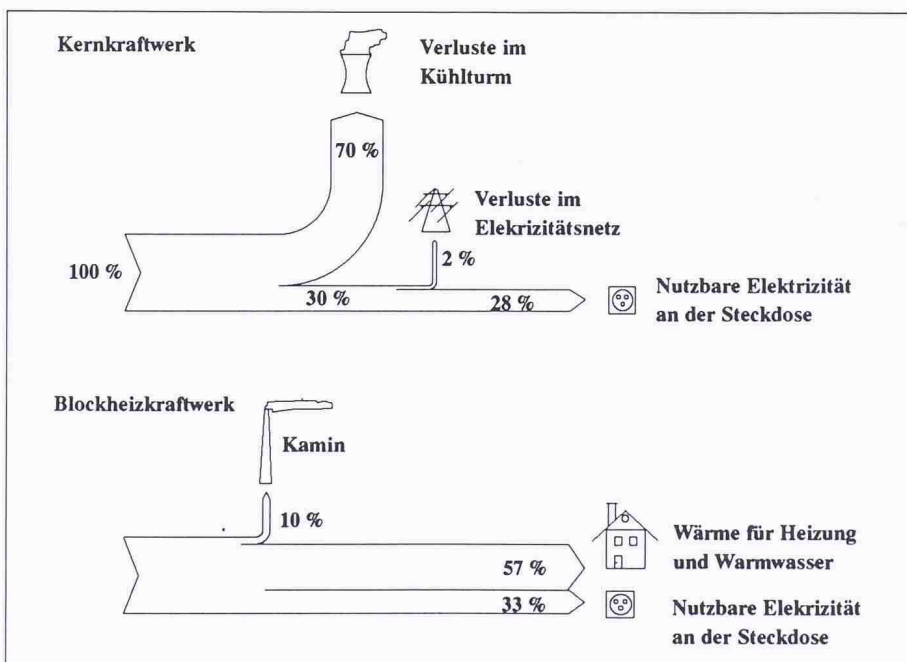 Kernkraftwerk
Verluste im
Kühlturm
70 %
Verluste im
Elekrizitätsnetz
100 %
2 %
30 %
28 %
Nutzbare Elektrizität
an der Steckdose
Blockheizkraftwerk
Kamin
10 %
Wärme für Heizung
und Warmwasser
57 %
33 %
Nutzbare Elekrizität
an der Steckdose